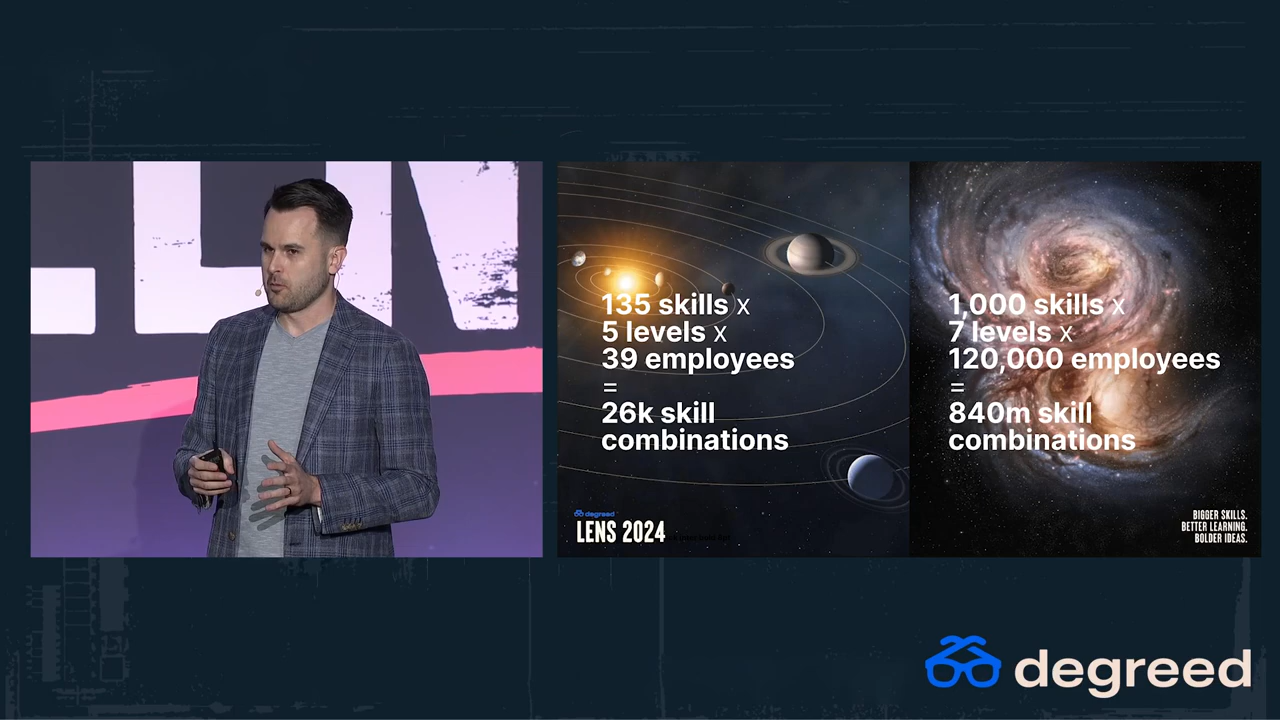 LEN
135 skills x
5 levels x
39 employees
=
26k skill
combinations
degreed
LENS 2024
1,000 skills x
7 levels x
120,000 employees
=
840m skill
combinations
BIGGER SKILLS.
BETTER LEARNING.
BOLDER IDEAS.
degreed